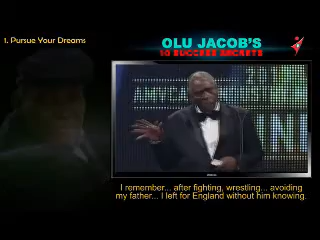 1. Pursue Your Dreams
OLU JACOB'S
10 SUCCESS SECRETS
I remember... after fighting, wrestling... avoiding
my father... I left for England without him knowing.